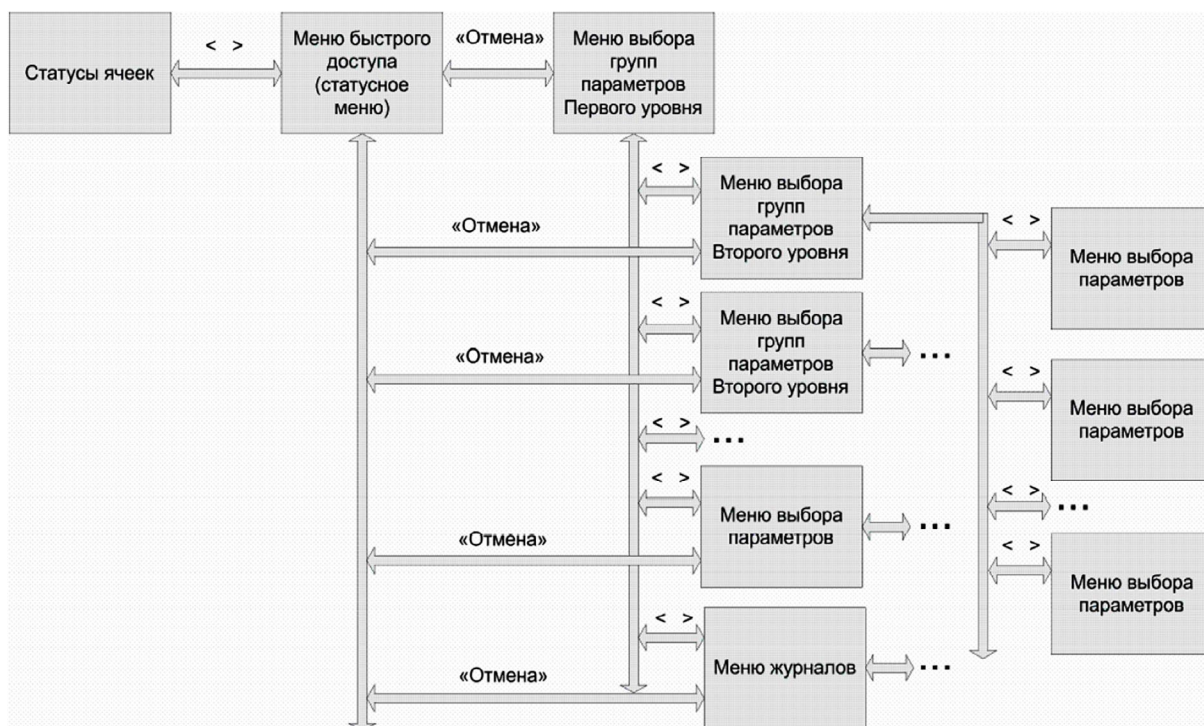 Статусы ячеек
< >
Меню быстрого
доступа
(статусное
меню)
«Отмена»
Меню выбора
групп
параметров
Первого уровня
< >
Меню выбора
групп
параметров
Второго уровня
«Отмена»
< >
Меню выбора
параметров
< >
Меню выбора
групп
параметров
Второго уровня
...
«Отмена»
< >
Меню выбора
параметров
< >
...
< >
Меню выбора
параметров
...
«Отмена»
< >
...
< >
Меню выбора
параметров
< >
Меню журналов
...
«Отмена»